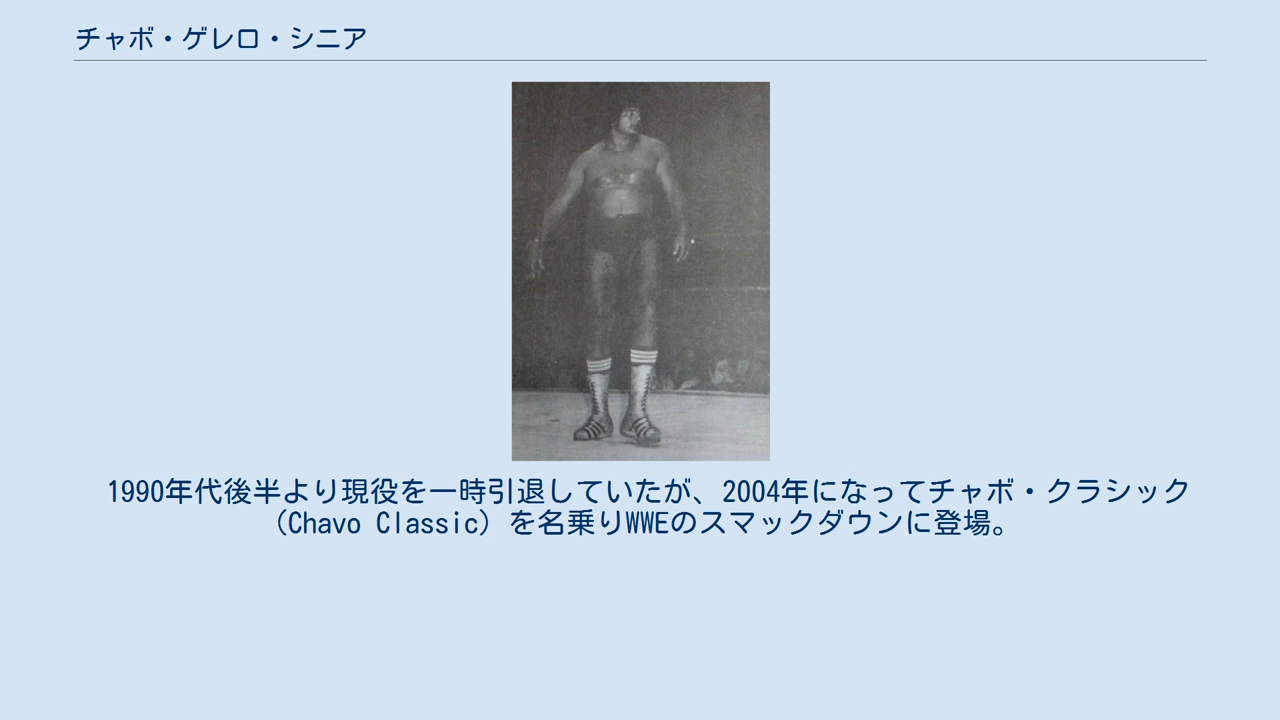 チャボ・ゲレロ・シニア
1990年代後半より現役を一時引退していたが、2004年になってチャボ・クラシック
（Chavo Classic）を名乗りWWEのスマックダウンに登場。